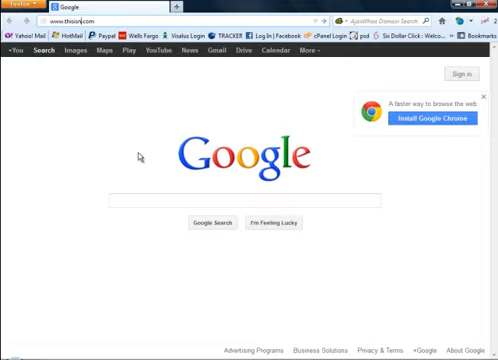 Firefox
Google
www.thision.com
AjaxWhois Domain Search
Yahoo! Mail HotMail Paypal Wells Fargo Visalus Login TRACKER Log In | Facebook cPanel Login psd Six Dollar Click : Welcome... Bookmarks
+You Search Images Maps Play YouTube News Gmail Drive Calendar More
Sign in
A faster way to browse the web
Install Google Chrome
Google
Google Search I'm Feeling Lucky
Advertising Programs Business Solutions Privacy & Terms +Google About Google